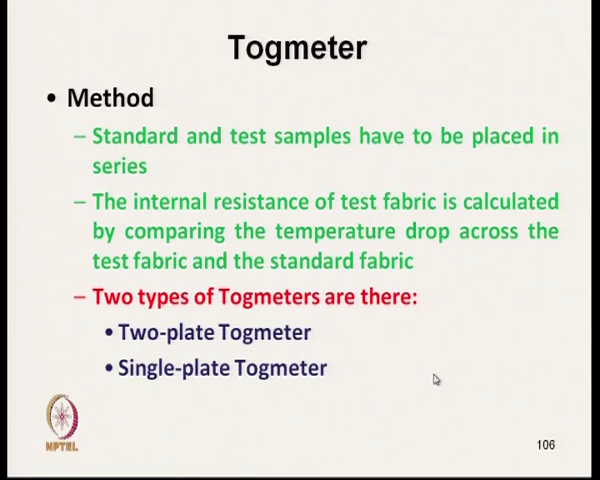 Togmeter
• Method
– Standard and test samples have to be placed in
series
– The internal resistance of test fabric is calculated
by comparing the temperature drop across the
test fabric and the standard fabric
– Two types of Togmeters are there:
• Two-plate Togmeter
• Single-plate Togmeter
NPTEL
106